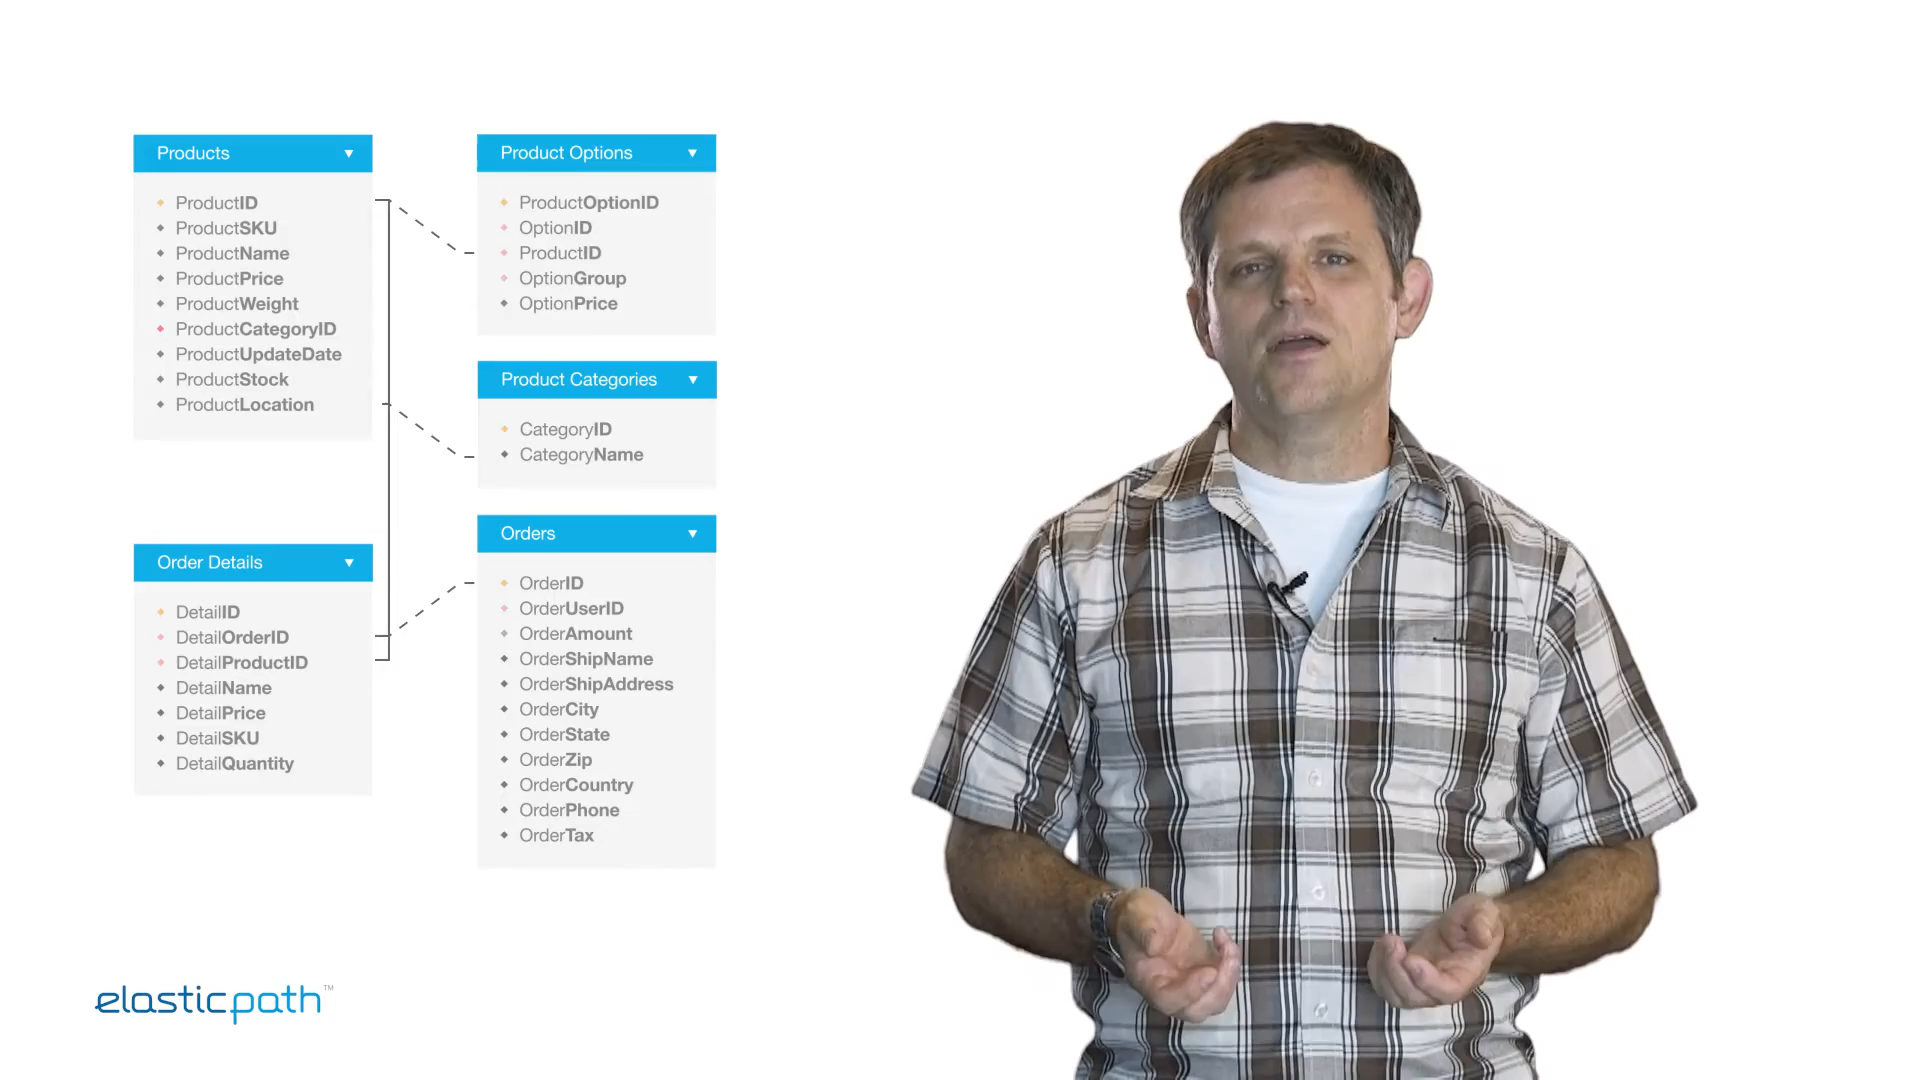 Products
ProductID
ProductSKU
ProductName
ProductPrice
ProductWeight
ProductCategoryID
ProductUpdateDate
ProductStock
ProductLocation
Product Options
ProductOptionID
OptionID
ProductID
OptionGroup
OptionPrice
Product Categories
CategoryID
CategoryName
Order Details
DetailID
DetailOrderID
DetailProductID
DetailName
DetailPrice
DetailSKU
DetailQuantity
Orders
OrderID
OrderUserID
OrderAmount
OrderShipName
OrderShipAddress
OrderCity
OrderState
OrderZip
OrderCountry
OrderPhone
OrderTax
elasticpath™